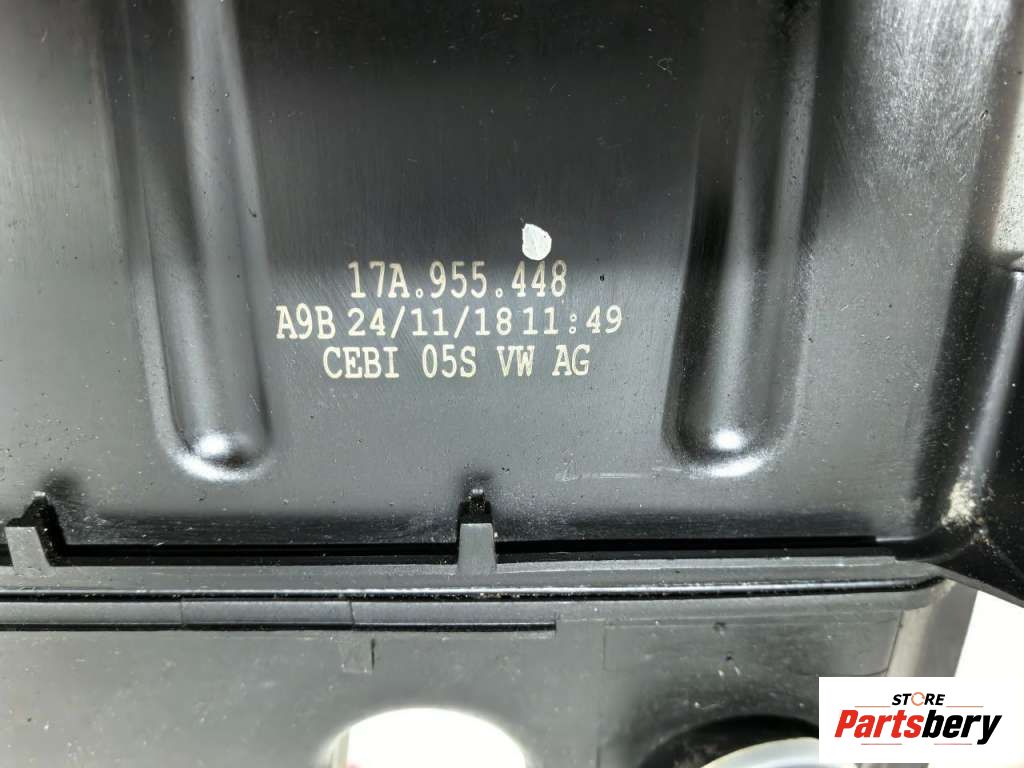 17A.955.448
A9B 24/11/18 11:49
CEBI 05S VW AG
STORE
Partsbery